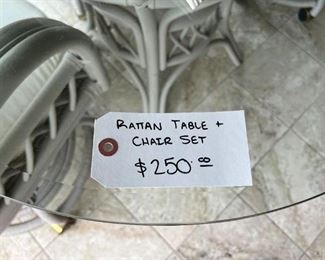 RATTAN TABLE +
CHAIR SET
$250.00